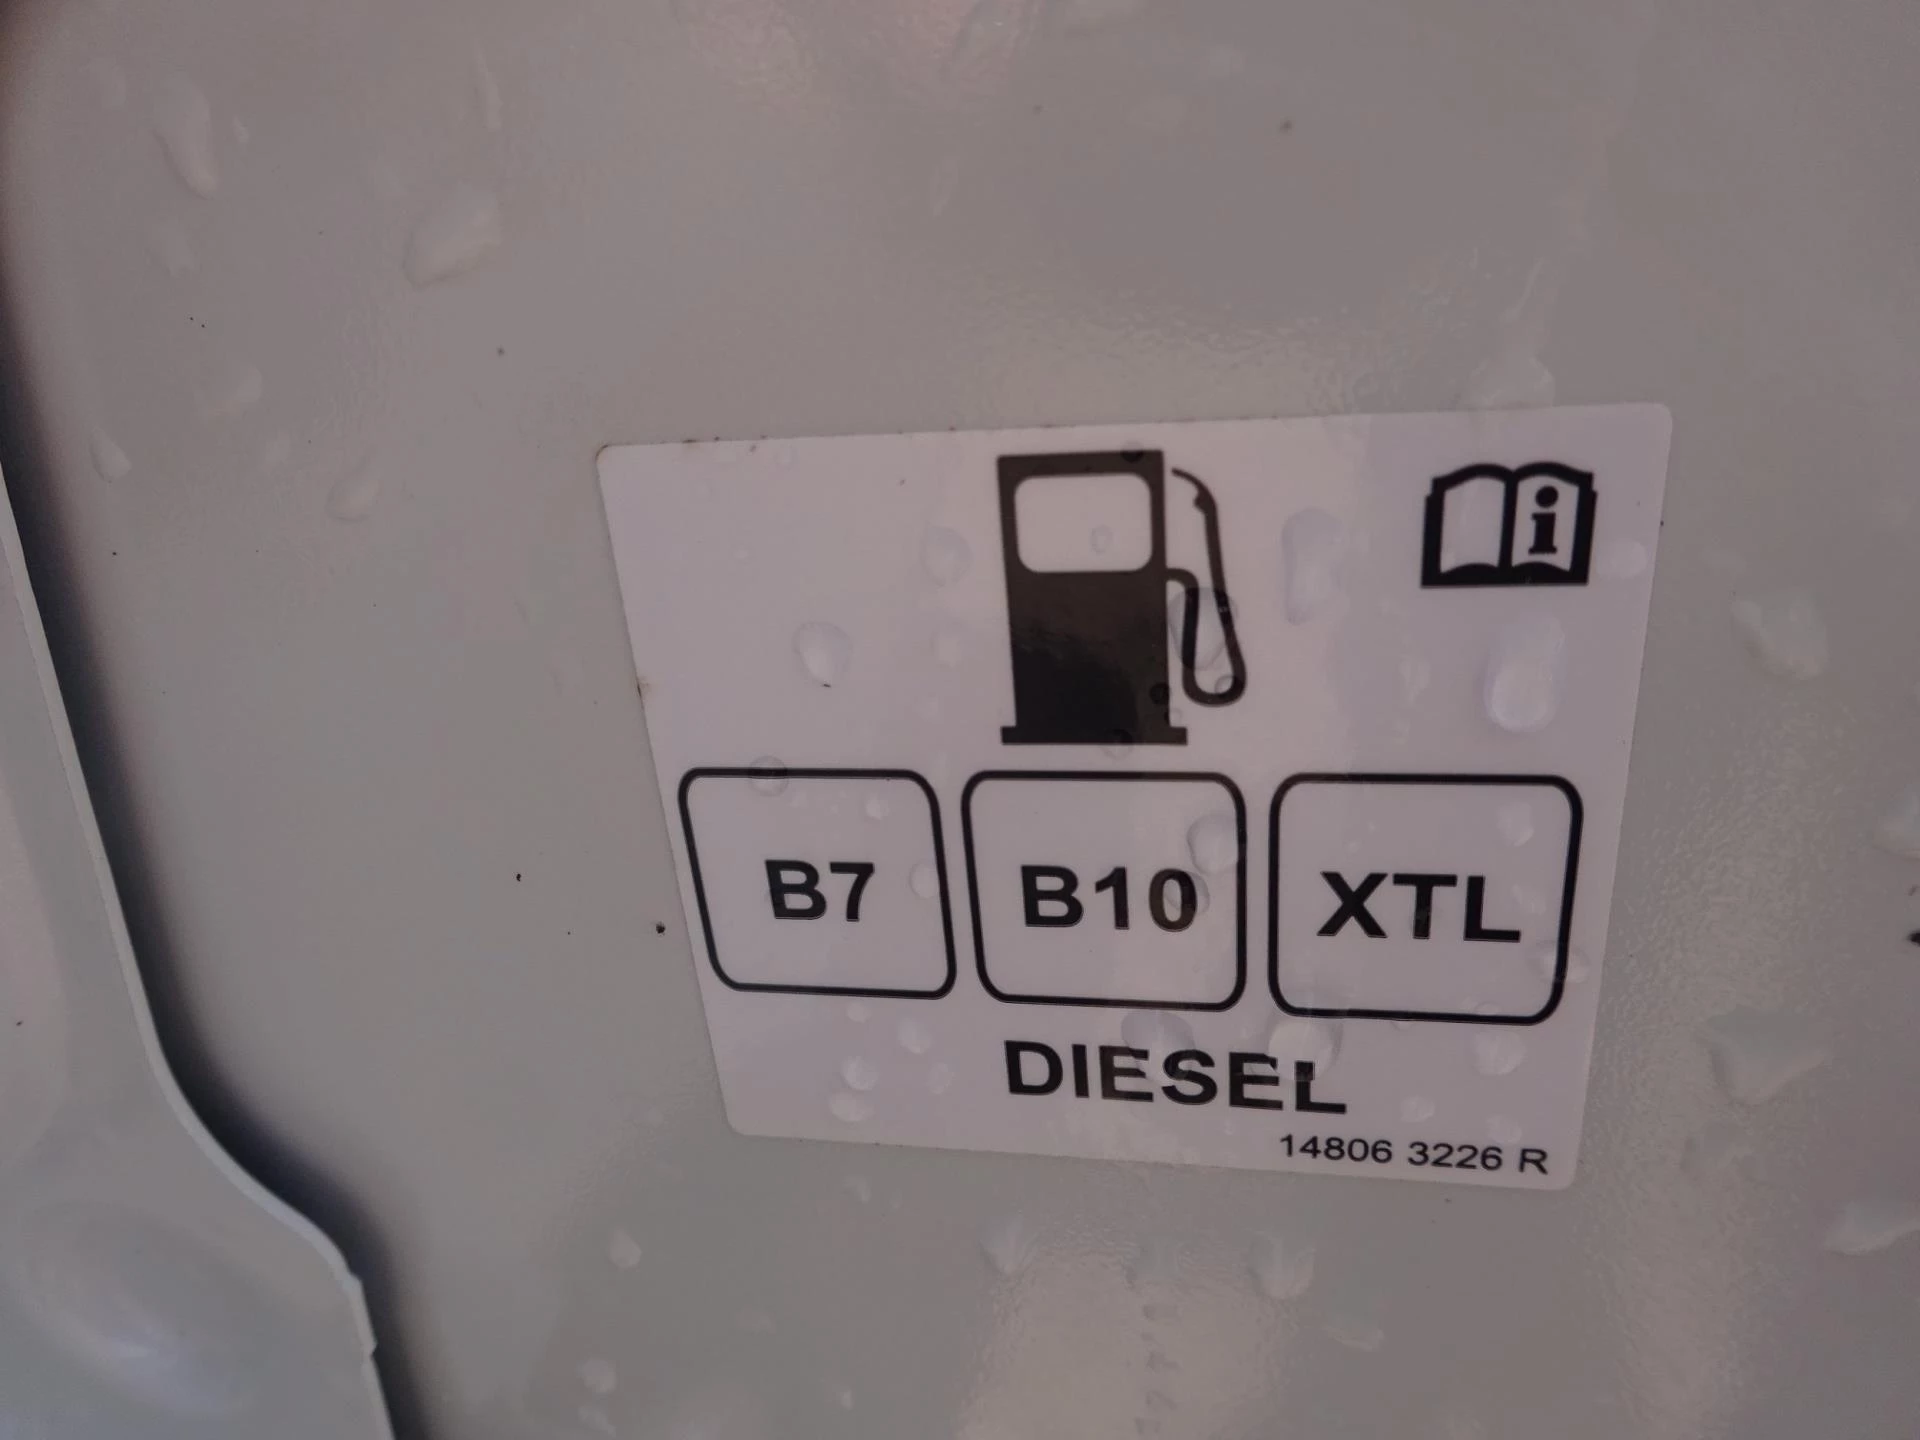 i
B7 B10 XTL
DIESEL
14806 3226 R